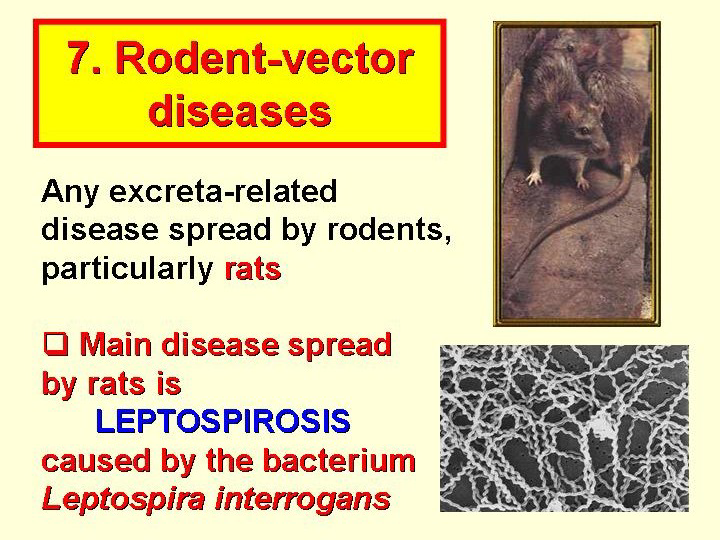 7. Rodent-vector
diseases
Any excreta-related
disease spread by rodents,
particularly rats
❑ Main disease spread
by rats is
LEPTOSPIROSIS
caused by the bacterium
Leptospira interrogans